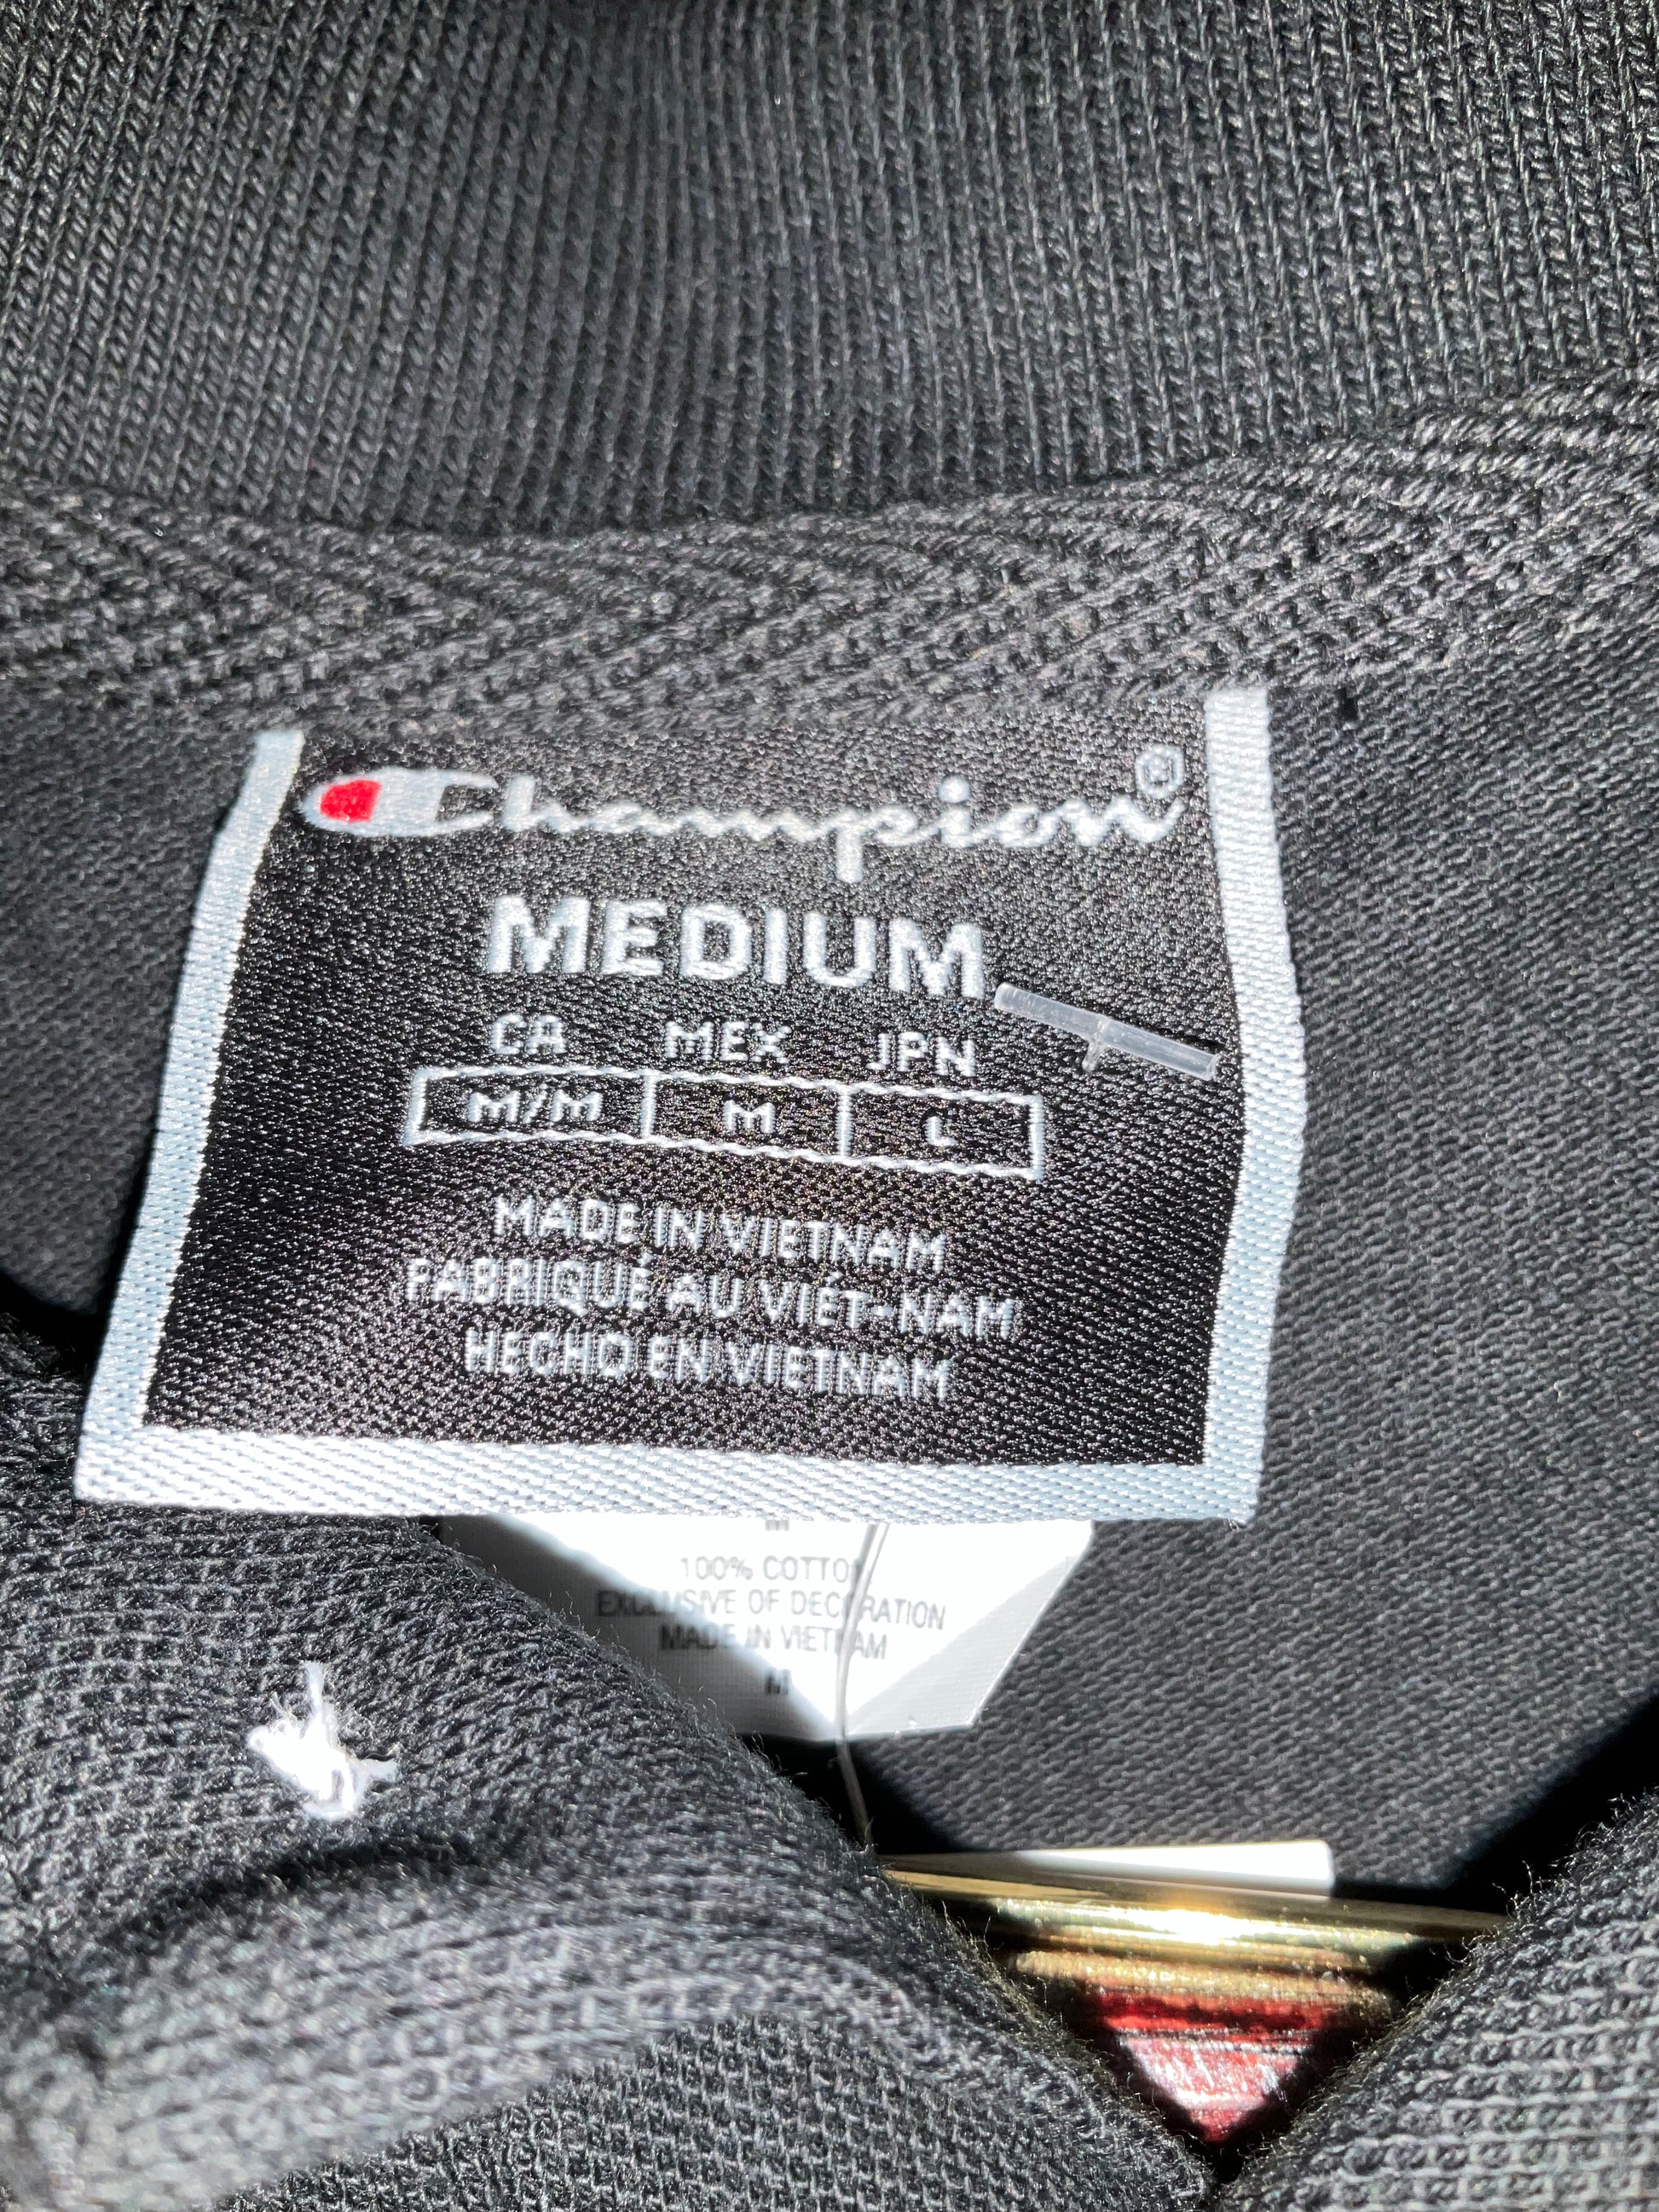 Champion®
MEDIUM
CA MEX JPN
M/M M L
MADE IN VIETNAM
FABRIQUÉ AU VIÊT-NAM
HECHO EN VIETNAM
M
100% COTTON
EXCLUSIVE OF DECORATION
MADE IN VIETNAM
M